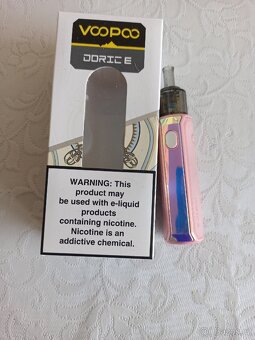 VOOPOO
DORIC E
WARNING: This
product may
be used with
e-liquid
products
containing nicotine.
Nicotine is an
addictive chemical.